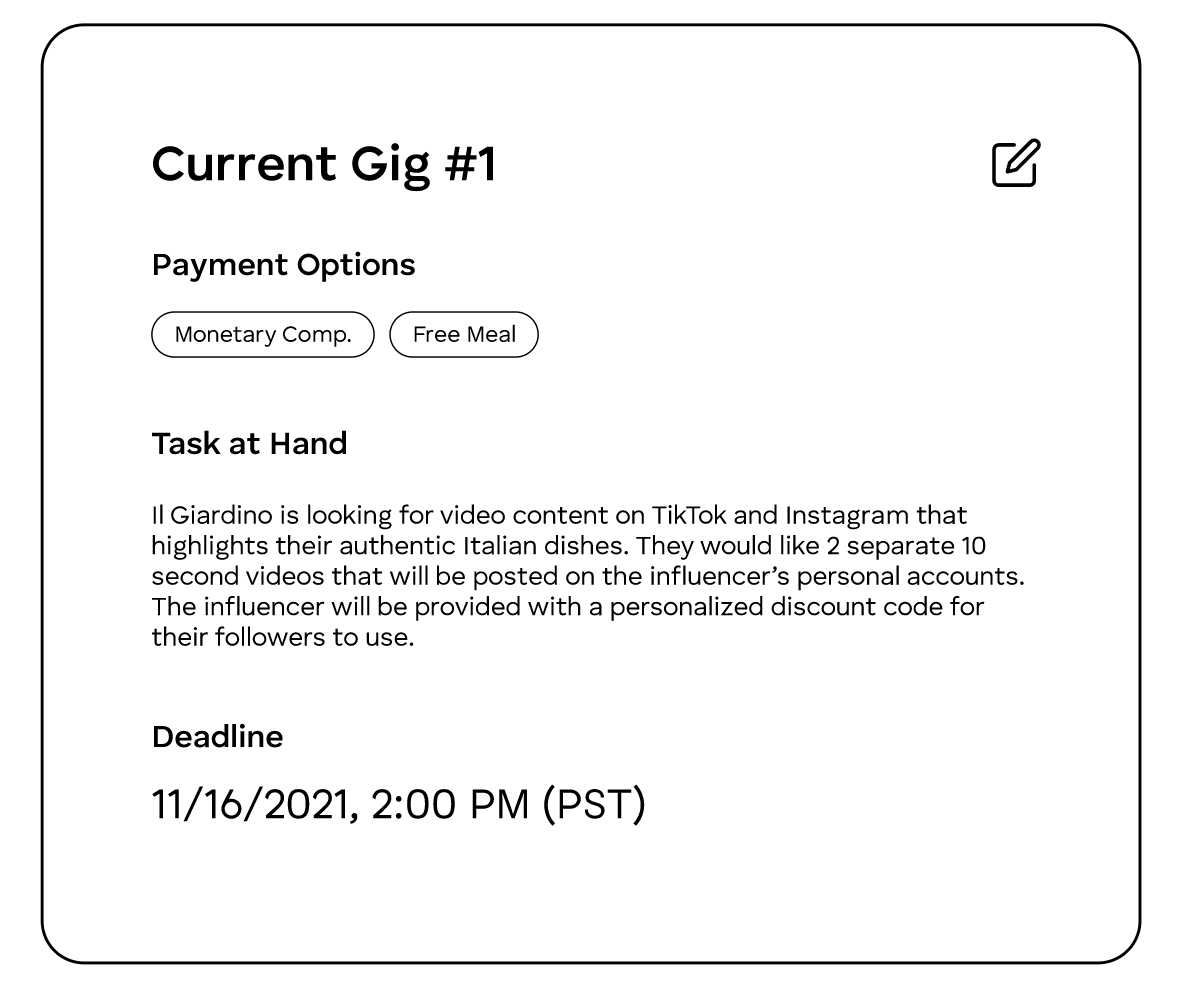 Current Gig #1
Payment Options
Monetary Comp. Free Meal
Task at Hand
Il Giardino is looking for video content on TikTok and Instagram that
highlights their authentic Italian dishes. They would like 2 separate 10
second videos that will be posted on the influencer’s personal accounts.
The influencer will be provided with a personalized discount code for
their followers to use.
Deadline
11/16/2021, 2:00 PM (PST)